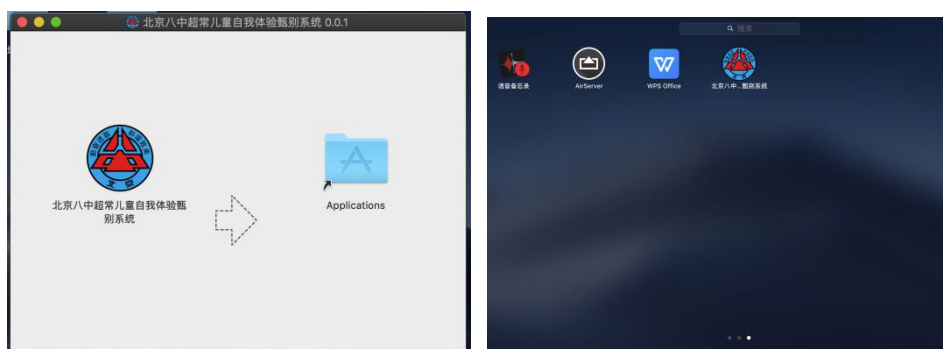 北京八中超常儿童自我体验甄别系统 0.0.1
北京八中超常儿童自我体验甄
别系统
Applications
搜索
语音备忘录
AirServer
WPS Office
北京八中...甄别系统
北京